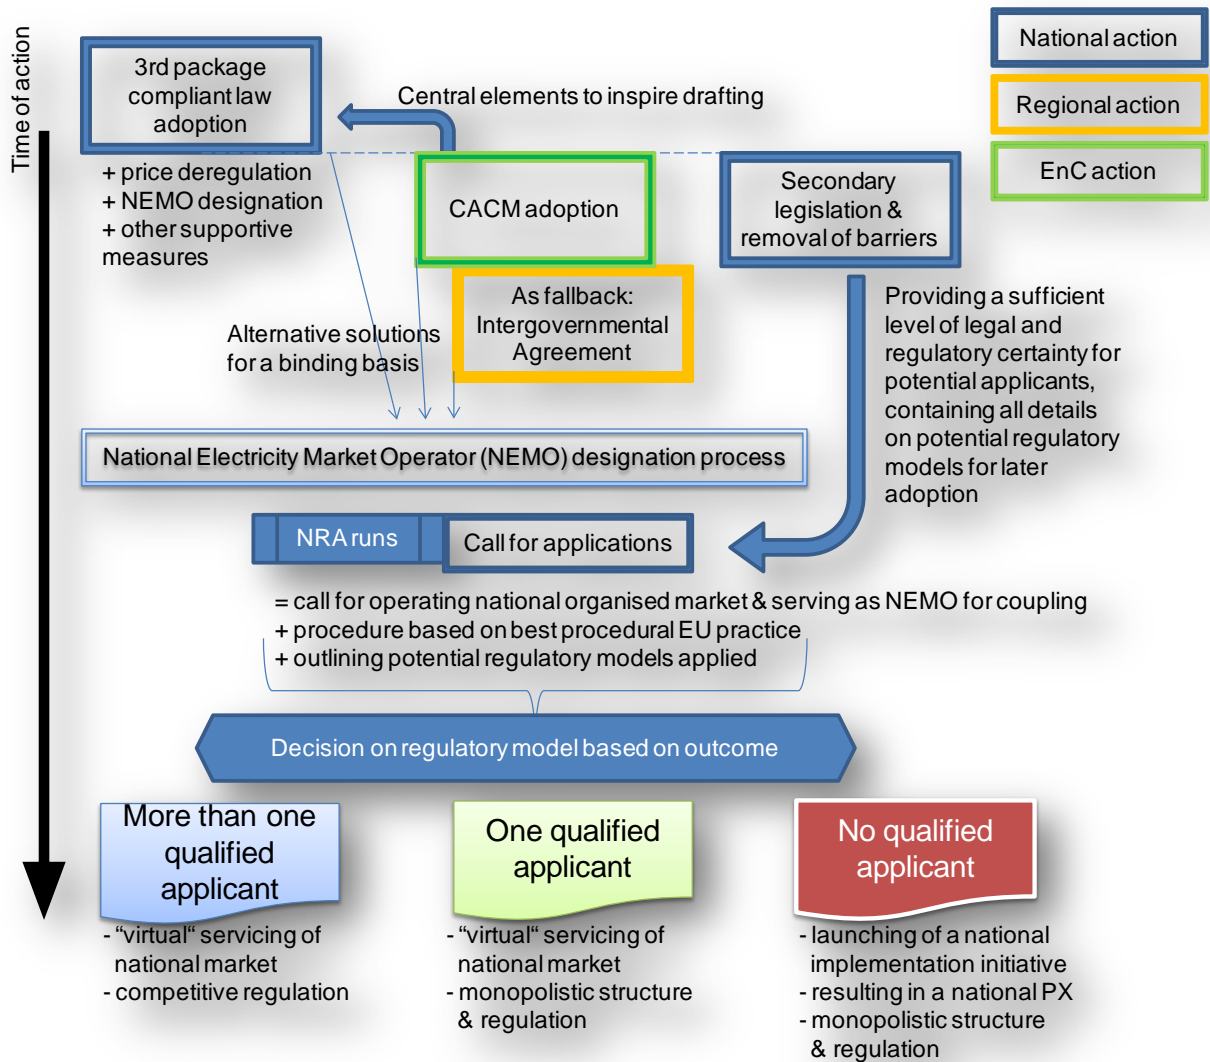 Time of action
3rd package
compliant law
adoption
Central elements to inspire drafting
National action
Regional action
EnC action
+ price deregulation
+ NEMO designation
+ other supportive
measures
CACM adoption
Secondary
legislation &
removal of barriers
As fallback:
Intergovernmental
Agreement
Alternative solutions
for a binding basis
Providing a sufficient
level of legal and
regulatory certainty for
potential applicants,
containing all details
on potential regulatory
models for later
adoption
National Electricity Market Operator (NEMO) designation process
NRA runs
Call for applications
= call for operating national organised market & serving as NEMO for coupling
+ procedure based on best procedural EU practice
+ outlining potential regulatory models applied
Decision on regulatory model based on outcome
More than one
qualified
applicant
- "virtual" servicing of
national market
- competitive regulation
One qualified
applicant
- "virtual" servicing of
national market
- monopolistic structure
& regulation
No qualified
applicant
- launching of a national
implementation initiative
- resulting in a national PX
- monopolistic structure
& regulation